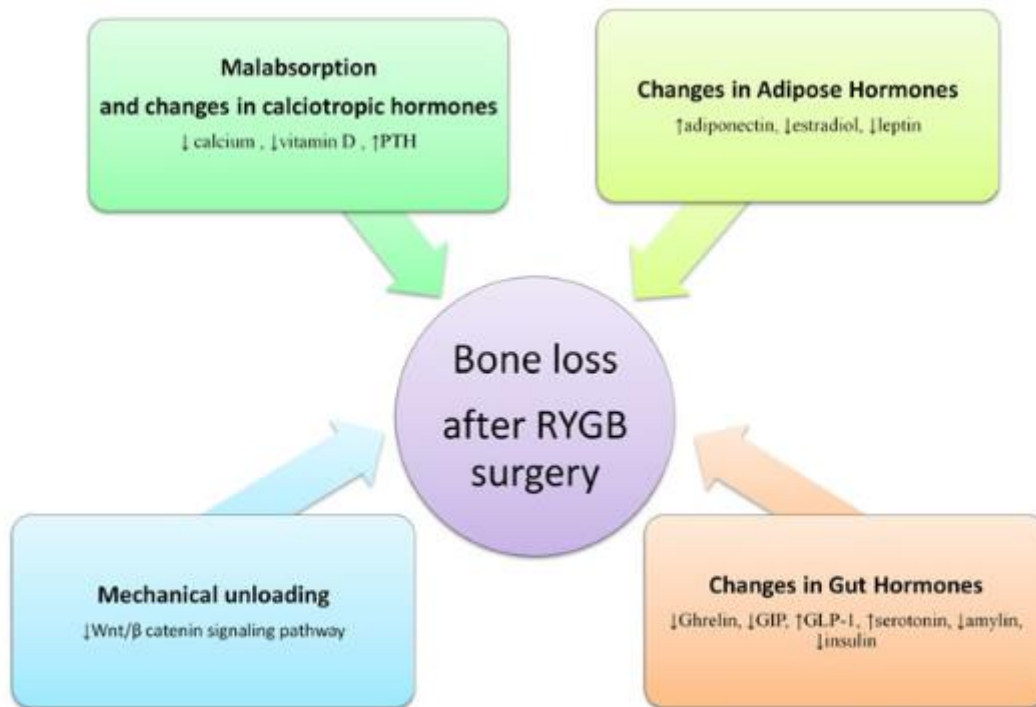 Malabsorption
and changes in calciotropic hormones
↓ calcium , ↓vitamin D , ↑PTH
Changes in Adipose Hormones
↑adiponectin, ↓estradiol, ↓leptin
Bone loss
after RYGB
surgery
Mechanical unloading
↓Wnt/β catenin signaling pathway
Changes in Gut Hormones
↓Ghrelin, ↓GIP, ↑GLP-1, ↑serotonin, ↓amylin,
↓insulin